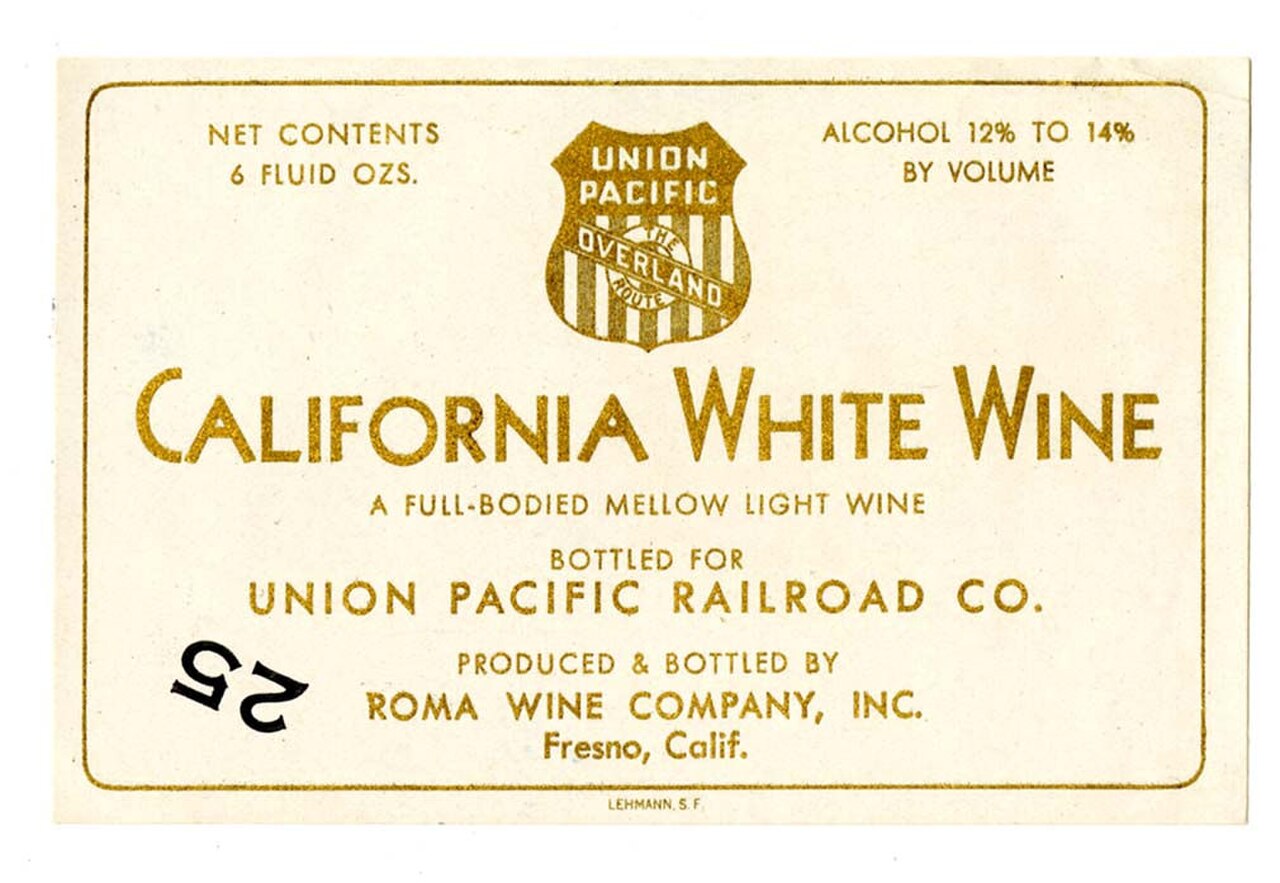 NET CONTENTS
6 FLUID OZS.
UNION
PACIFIC
THE
OVERLAND
ROUTE
ALCOHOL 12% TO 14%
BY VOLUME
CALIFORNIA WHITE WINE
A FULL-BODIED MELLOW LIGHT WINE
BOTTLED FOR
UNION PACIFIC RAILROAD CO.
25
PRODUCED & BOTTLED BY
ROMA WINE COMPANY, INC.
Fresno, Calif.
LEHMANN, S. F.